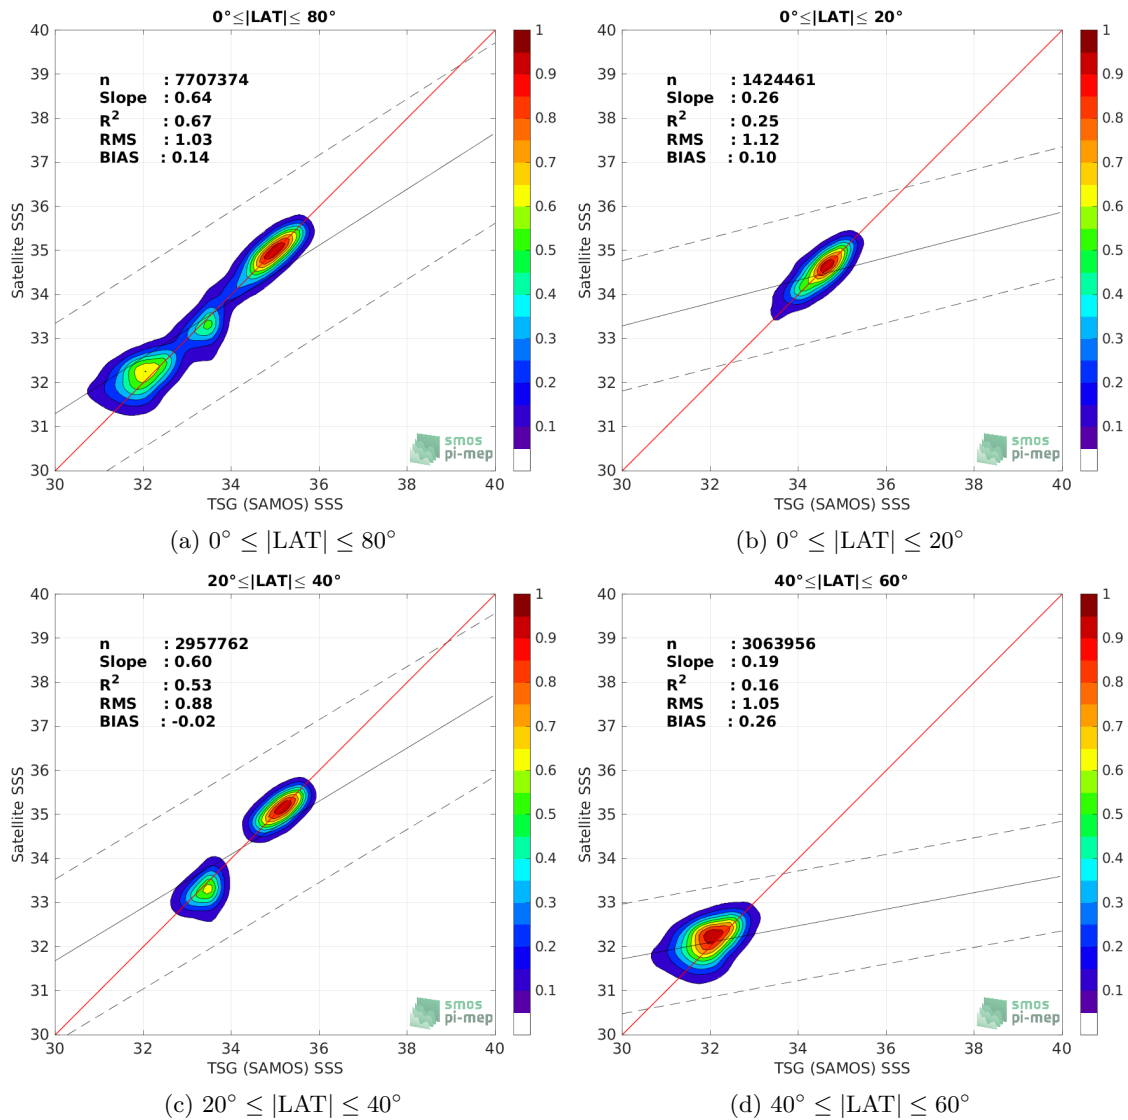 0°≤|LAT|≤ 80°
n : 7707374
Slope : 0.64
R² : 0.67
RMS : 1.03
BIAS : 0.14
Satellite SSS
40
39
38
37
36
35
34
33
32
31
30
30 32 34 36 38 40
TSG (SAMOS) SSS
1
0.9
0.8
0.7
0.6
0.5
0.4
0.3
0.2
0.1
smos
pi-mep
(a) 0° ≤ |LAT| ≤ 80°
0°≤|LAT|≤ 20°
n : 1424461
Slope : 0.26
R² : 0.25
RMS : 1.12
BIAS : 0.10
Satellite SSS
40
39
38
37
36
35
34
33
32
31
30
30 32 34 36 38 40
TSG (SAMOS) SSS
1
0.9
0.8
0.7
0.6
0.5
0.4
0.3
0.2
0.1
smos
pi-mep
(b) 0° ≤ |LAT| ≤ 20°
20°≤|LAT|≤ 40°
n : 2957762
Slope : 0.60
R² : 0.53
RMS : 0.88
BIAS : -0.02
Satellite SSS
40
39
38
37
36
35
34
33
32
31
30
30 32 34 36 38 40
TSG (SAMOS) SSS
1
0.9
0.8
0.7
0.6
0.5
0.4
0.3
0.2
0.1
smos
pi-mep
(c) 20° ≤ |LAT| ≤ 40°
40°≤|LAT|≤ 60°
n : 3063956
Slope : 0.19
R² : 0.16
RMS : 1.05
BIAS : 0.26
Satellite SSS
40
39
38
37
36
35
34
33
32
31
30
30 32 34 36 38 40
TSG (SAMOS) SSS
1
0.9
0.8
0.7
0.6
0.5
0.4
0.3
0.2
0.1
smos
pi-mep
(d) 40° ≤ |LAT| ≤ 60°